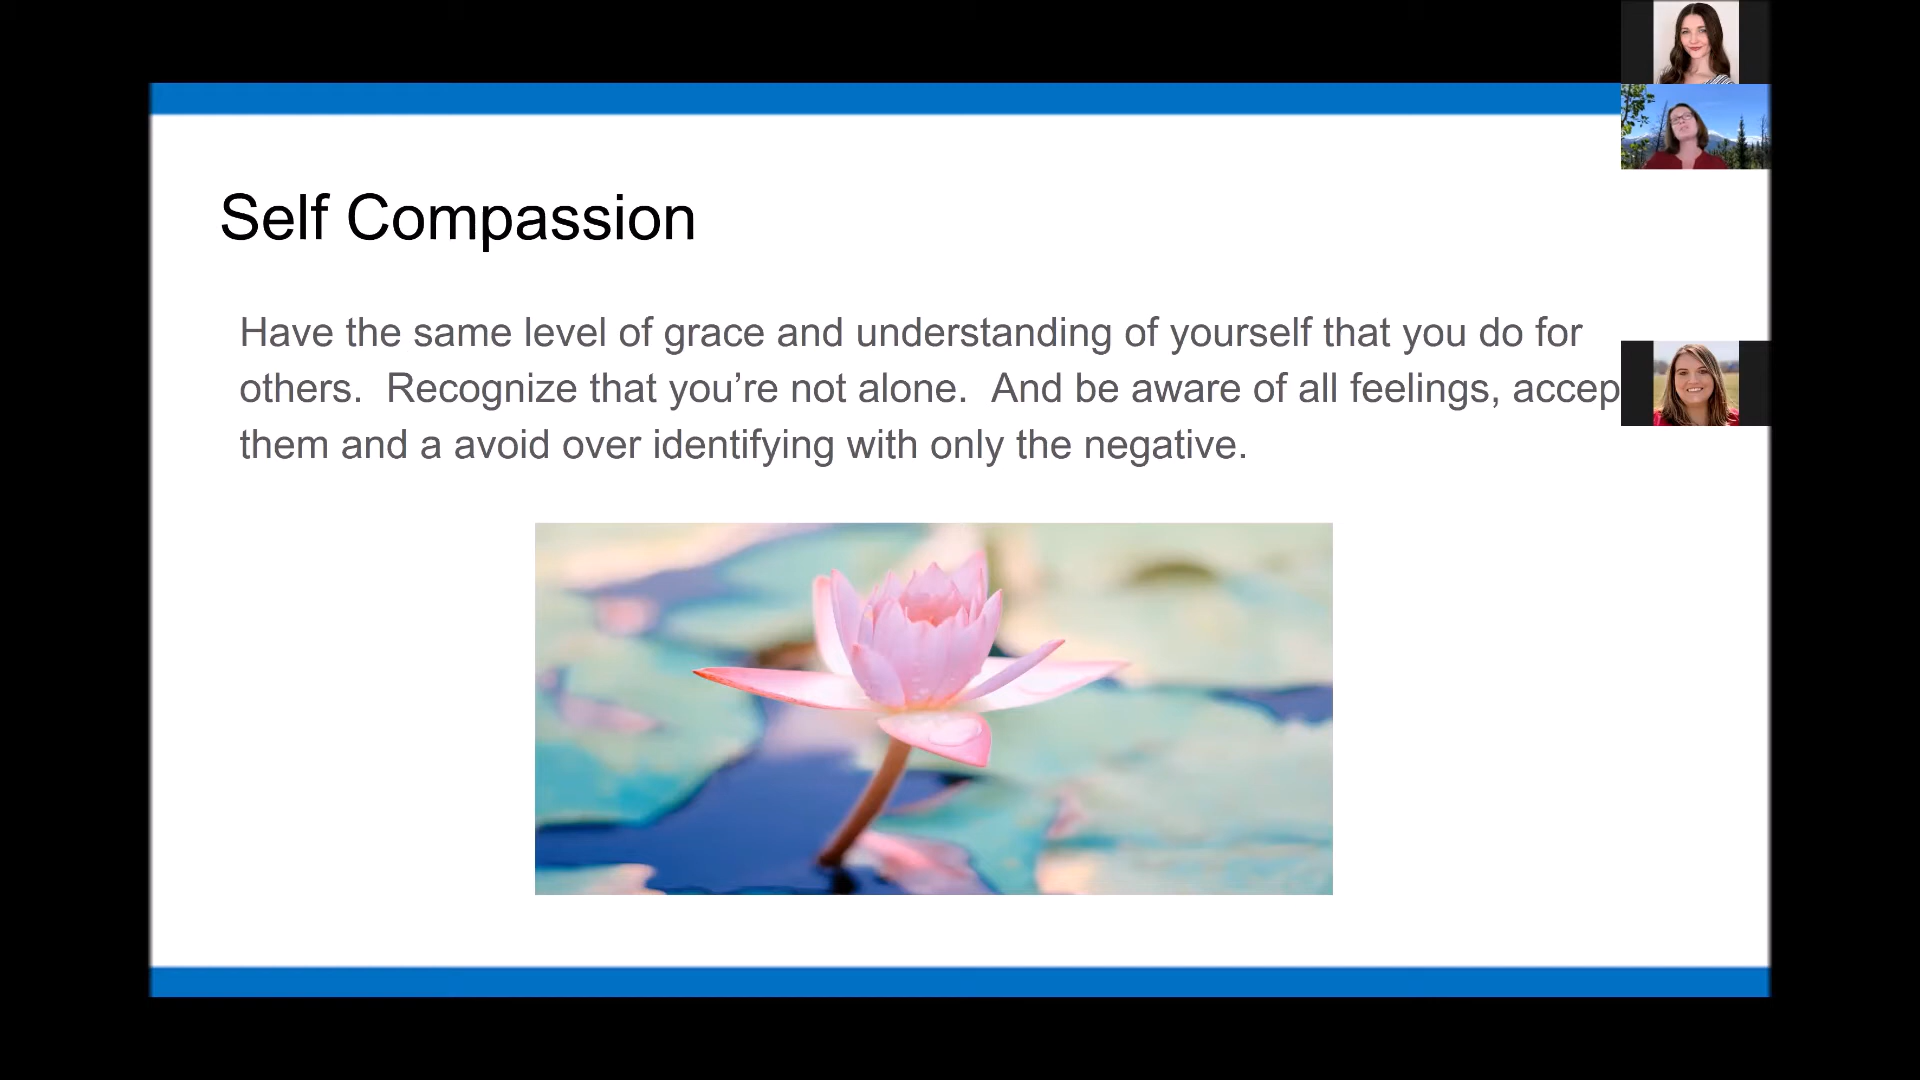 Self Compassion
Have the same level of grace and understanding of yourself that you do for
others.  Recognize that you’re not alone.  And be aware of all feelings, accep
them and a avoid over identifying with only the negative.